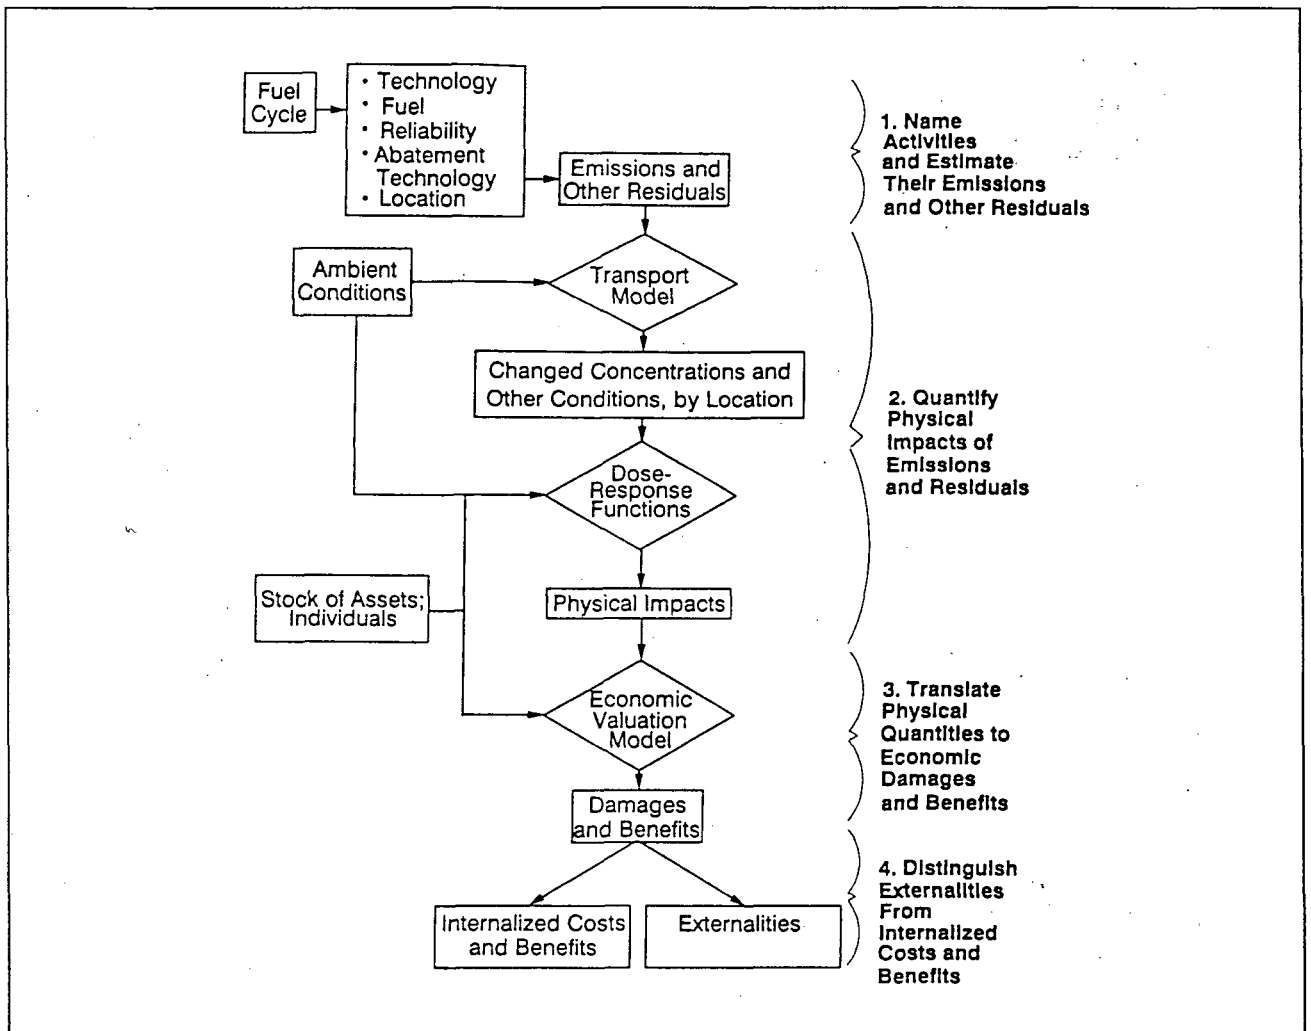 Fuel
Cycle
• Technology
• Fuel
• Reliability
• Abatement
Technology
• Location
Emissions and
Other Residuals
1. Name
Activities
and Estimate
Their Emissions
and Other Residuals
Ambient
Conditions
Transport
Model
Changed Concentrations and
Other Conditions, by Location
Dose-
Response
Functions
2. Quantify
Physical
Impacts of
Emissions
and Residuals
Stock of Assets;
Individuals
Physical Impacts
Economic
Valuation
Model
3. Translate
Physical
Quantities to
Economic
Damages
and Benefits
Damages
and Benefits
Internalized Costs
and Benefits
Externalities
4. Distinguish
Externalities
From
Internalized
Costs and
Benefits